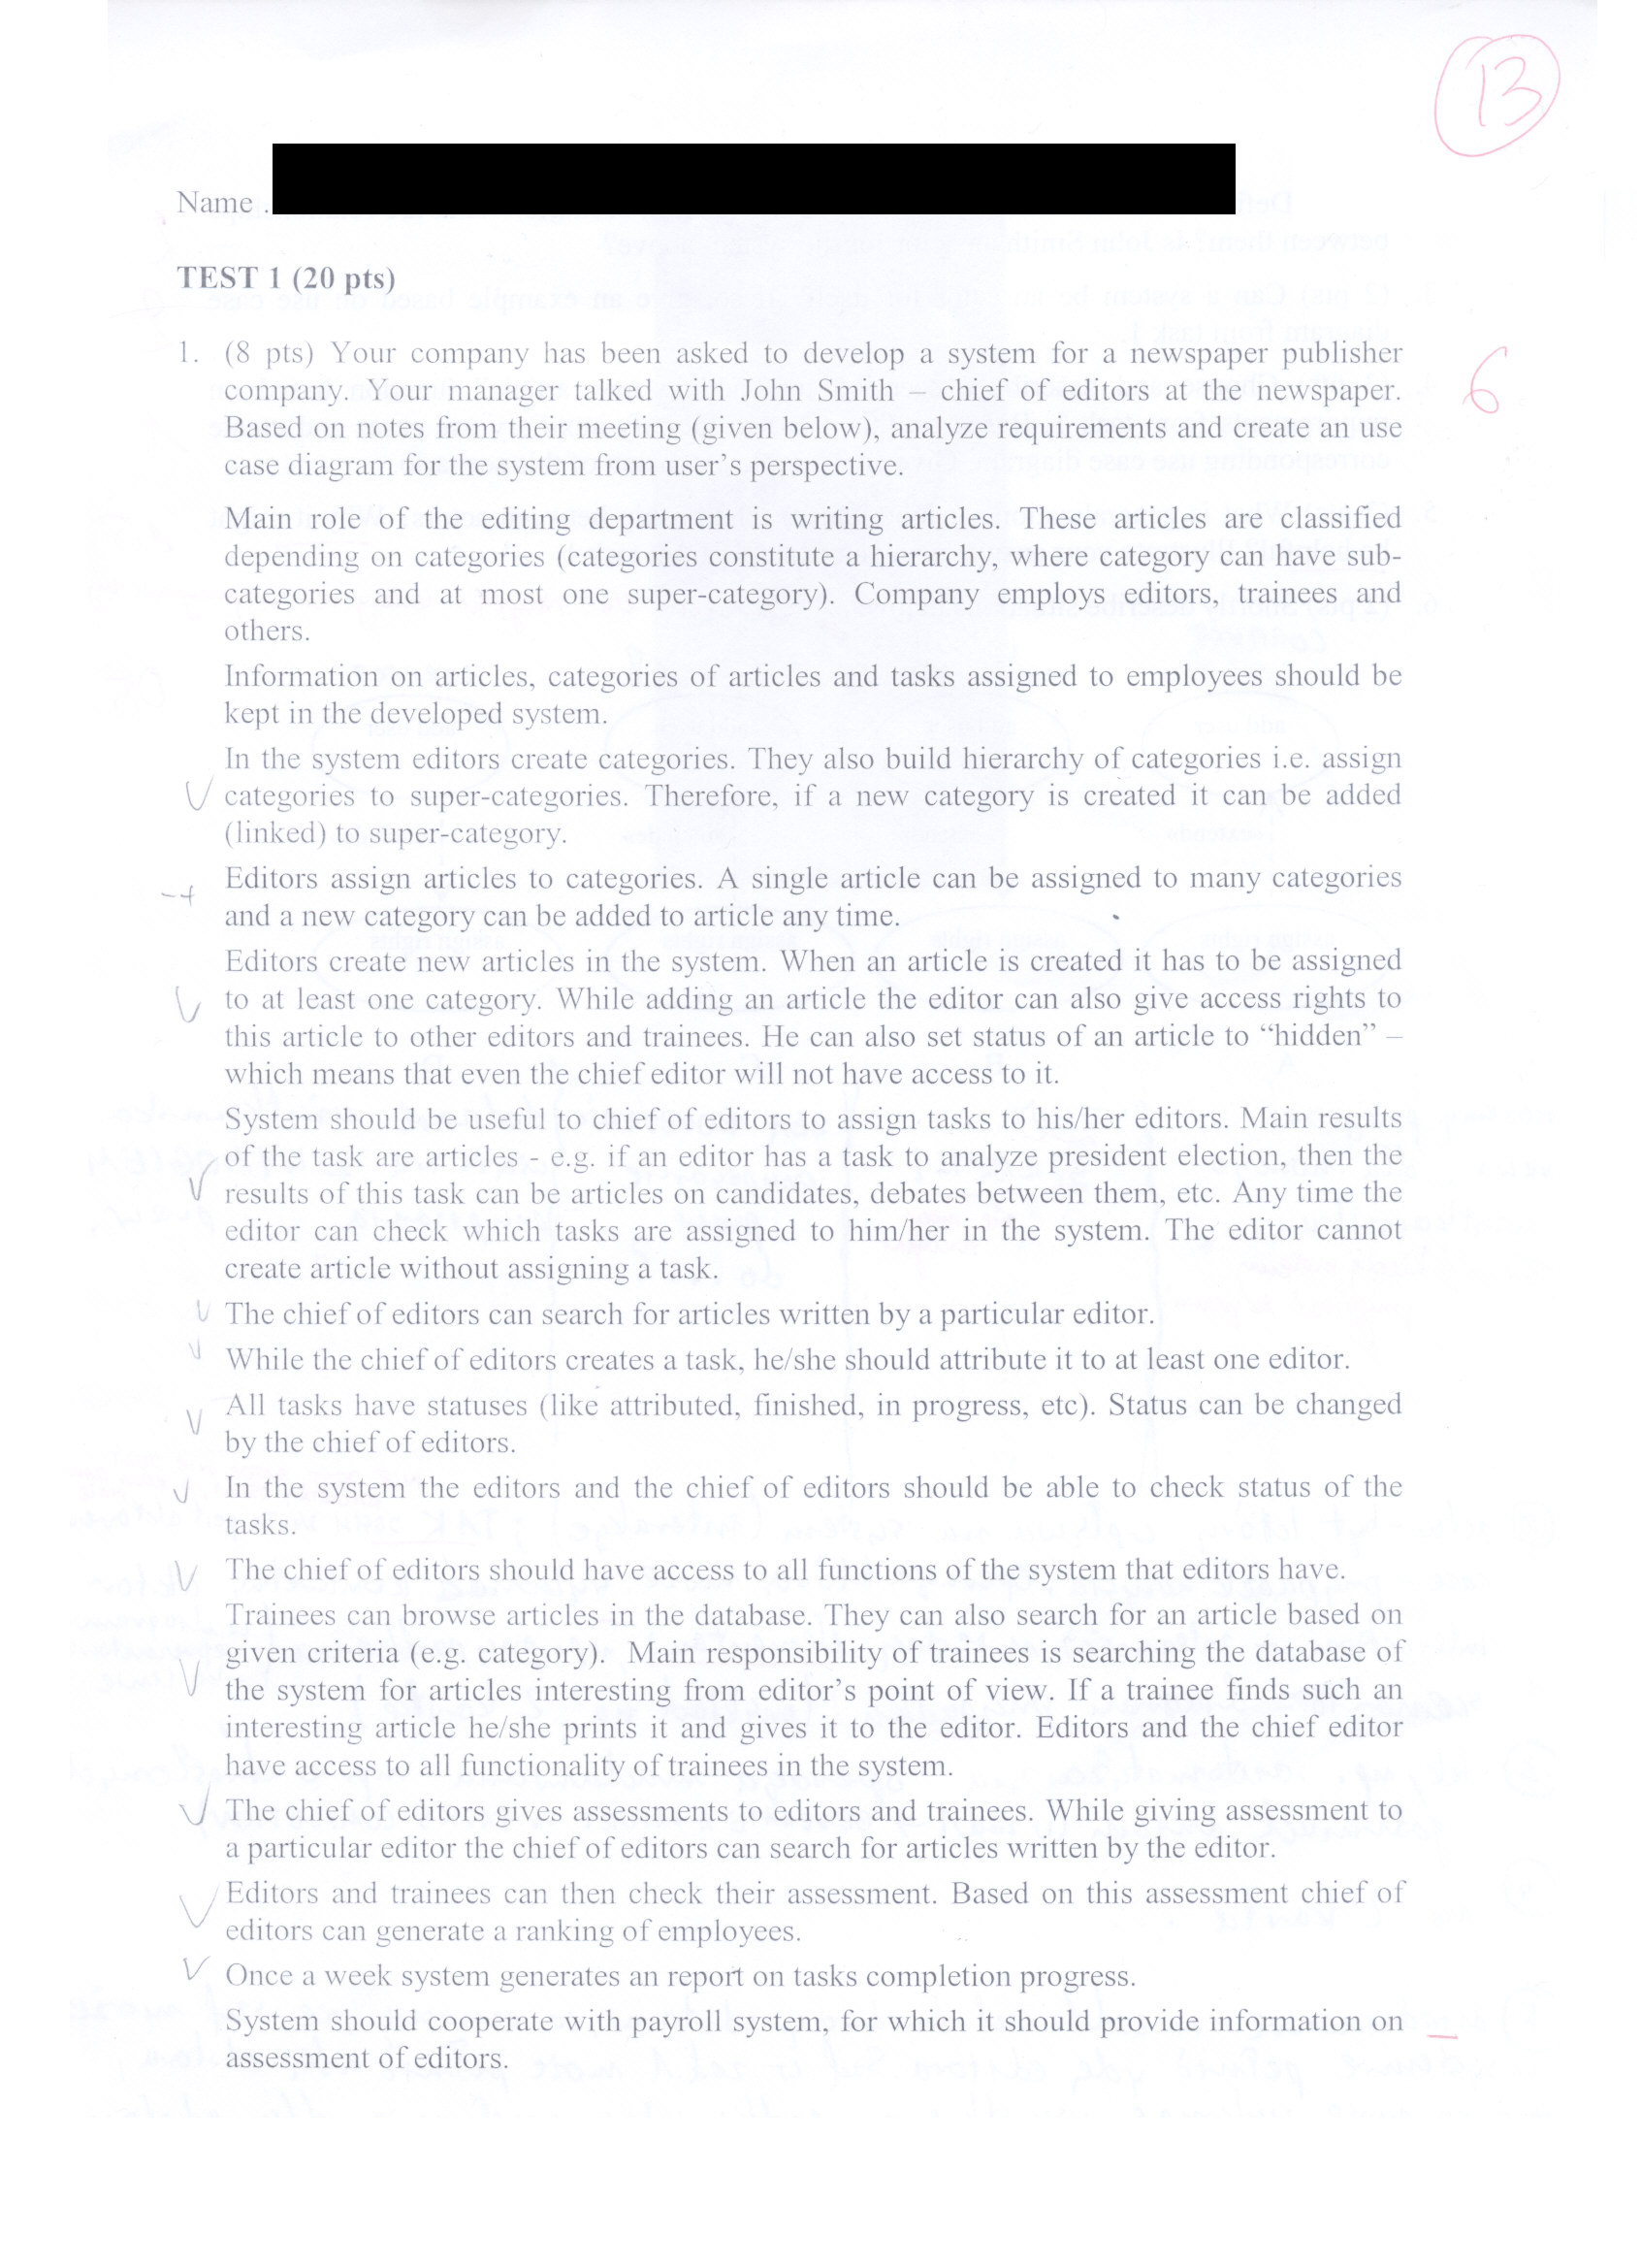 13
Name .
TEST 1 (20 pts)
1. (8 pts) Your company has been asked to develop a system for a newspaper publisher
company. Your manager talked with John Smith – chief of editors at the newspaper.
6
Based on notes from their meeting (given below), analyze requirements and create an use
case diagram for the system from user's perspective.
Main role of the editing department is writing articles. These articles are classified
depending on categories (categories constitute a hierarchy, where category can have sub-
categories and at most one super-category). Company employs editors, trainees and
others.
Information on articles, categories of articles and tasks assigned to employees should be
kept in the developed system.
In the system editors create categories. They also build hierarchy of categories i.e. assign
categories to super-categories. Therefore, if a new category is created it can be added
(linked) to super-category.
Editors assign articles to categories. A single article can be assigned to many categories
and a new category can be added to article any time.
Editors create new articles in the system. When an article is created it has to be assigned
to at least one category. While adding an article the editor can also give access rights to
this article to other editors and trainees. He can also set status of an article to “hidden” –
which means that even the chief editor will not have access to it.
System should be useful to chief of editors to assign tasks to his/her editors. Main results
of the task are articles - e.g. if an editor has a task to analyze president election, then the
results of this task can be articles on candidates, debates between them, etc. Any time the
editor can check which tasks are assigned to him/her in the system. The editor cannot
create article without assigning a task.
The chief of editors can search for articles written by a particular editor.
While the chief of editors creates a task, he/she should attribute it to at least one editor.
All tasks have statuses (like attributed, finished, in progress, etc). Status can be changed
by the chief of editors.
In the system the editors and the chief of editors should be able to check status of the
tasks.
The chief of editors should have access to all functions of the system that editors have.
Trainees can browse articles in the database. They can also search for an article based on
given criteria (e.g. category). Main responsibility of trainees is searching the database of
the system for articles interesting from editor's point of view. If a trainee finds such an
interesting article he/she prints it and gives it to the editor. Editors and the chief editor
have access to all functionality of trainees in the system.
The chief of editors gives assessments to editors and trainees. While giving assessment to
a particular editor the chief of editors can search for articles written by the editor.
Editors and trainees can then check their assessment. Based on this assessment chief of
editors can generate a ranking of employees.
Once a week system generates an report on tasks completion progress.
System should cooperate with payroll system, for which it should provide information on
assessment of editors.